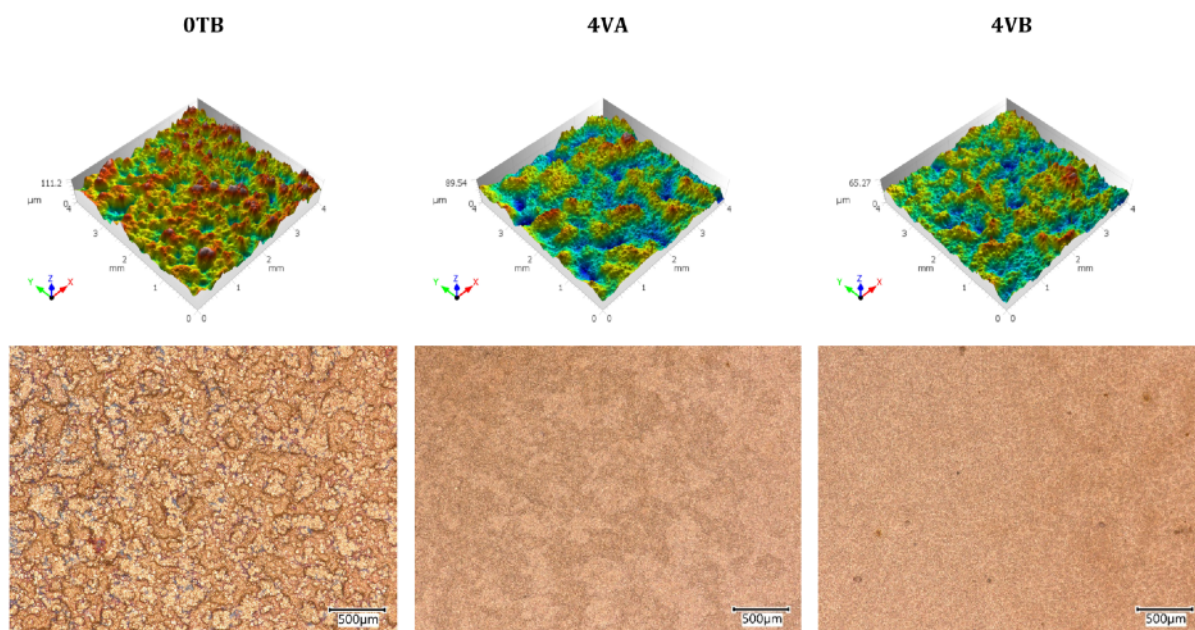 0TB 4VA 4VB
111.2 89.54 65.27
µm µm µm
0 0 0
4 4 4 4 4 4
3 3 3 3 3 3
2 2 2 2 2 2
mm mm mm mm mm mm
1 1 1 1 1 1
Y Z X Y Z X Y Z X
0 0 0 0 0 0
500µm 500µm 500µm